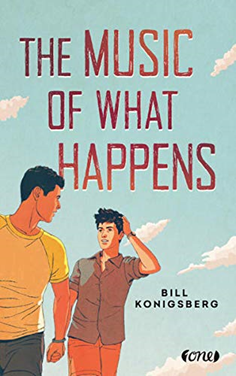 THE MUSIC
OF WHAT
HAPPENS
BILL
KONIGSBERG
one